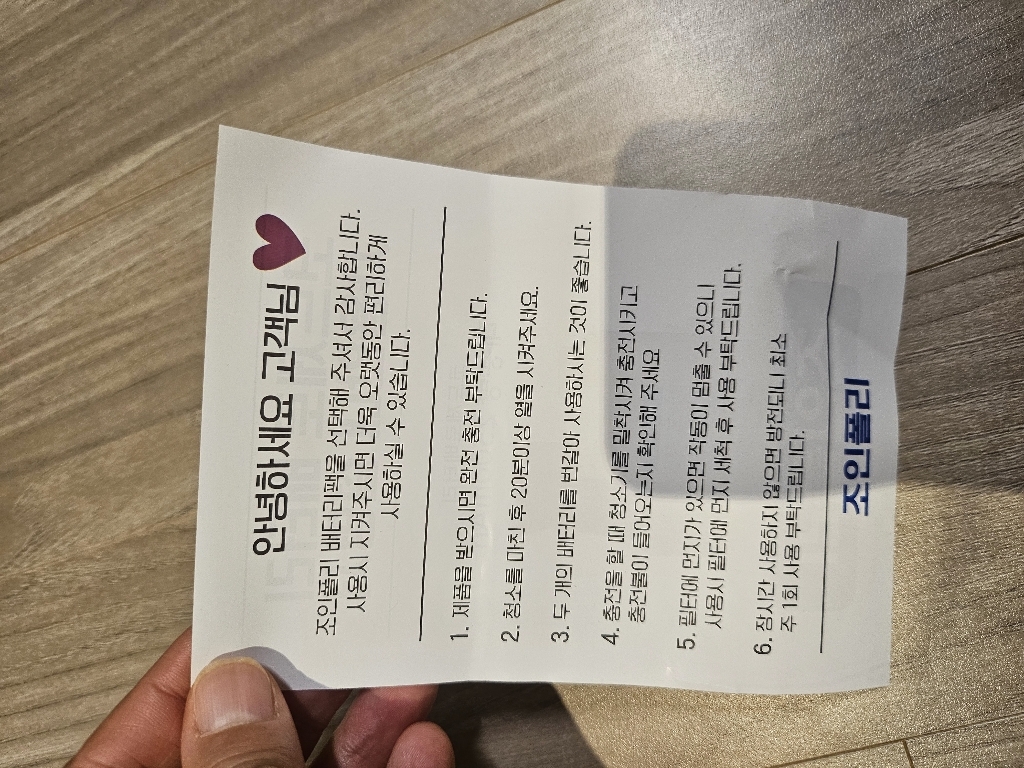 안녕하세요 고객님
조인폴리 배터리팩을 선택해 주셔서 감사합니다.
사용시 지켜주시면 더욱 오랫동안 편리하게
사용하실 수 있습니다.
1. 제품을 받으시면 완전 충전 부탁드립니다.
2. 청소를 마친 후 20분이상 열을 시켜주세요.
3. 두 개의 배터리를 번갈아 사용하시는 것이 좋습니다.
4. 충전을 할 때 청소기를 밀착시켜 충전시키고
충전불이 들어오는지 확인해 주세요
5. 필터에 먼지가 있으면 작동이 멈출 수 있으니
사용시 필터에 먼지 세척 후 사용 부탁드립니다.
6. 장시간 사용하지 않으면 방전되니 최소
주 1회 사용 부탁드립니다.
조인폴리